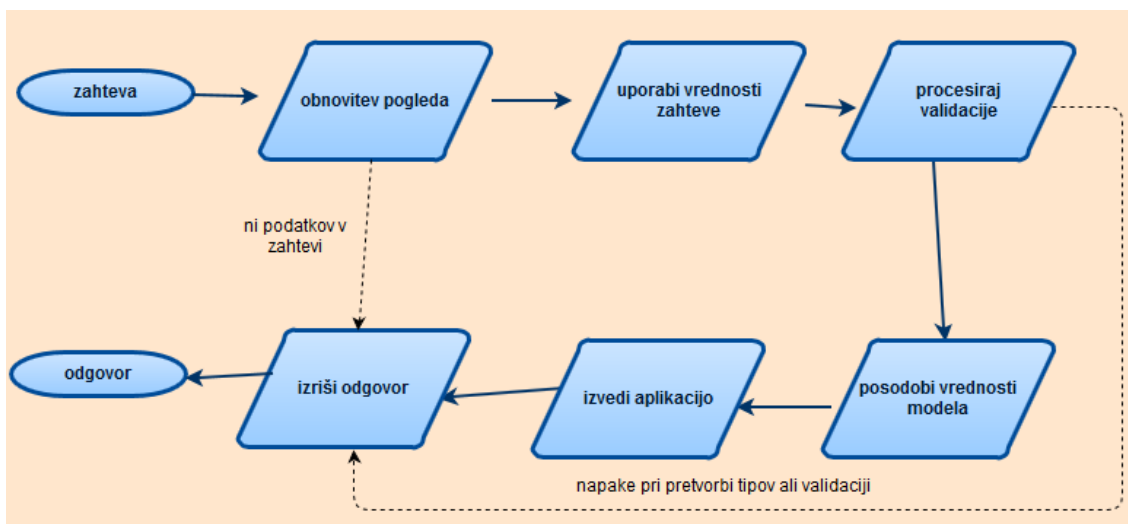 zahteva
obnovitev pogleda
uporabi vrednosti
zahteve
procesiraj
validacije
ni podatkov v
zahtevi
odgovor
izriši odgovor
izvedi aplikacijo
posodobi vrednosti
modela
napake pri pretvorbi tipov ali validaciji